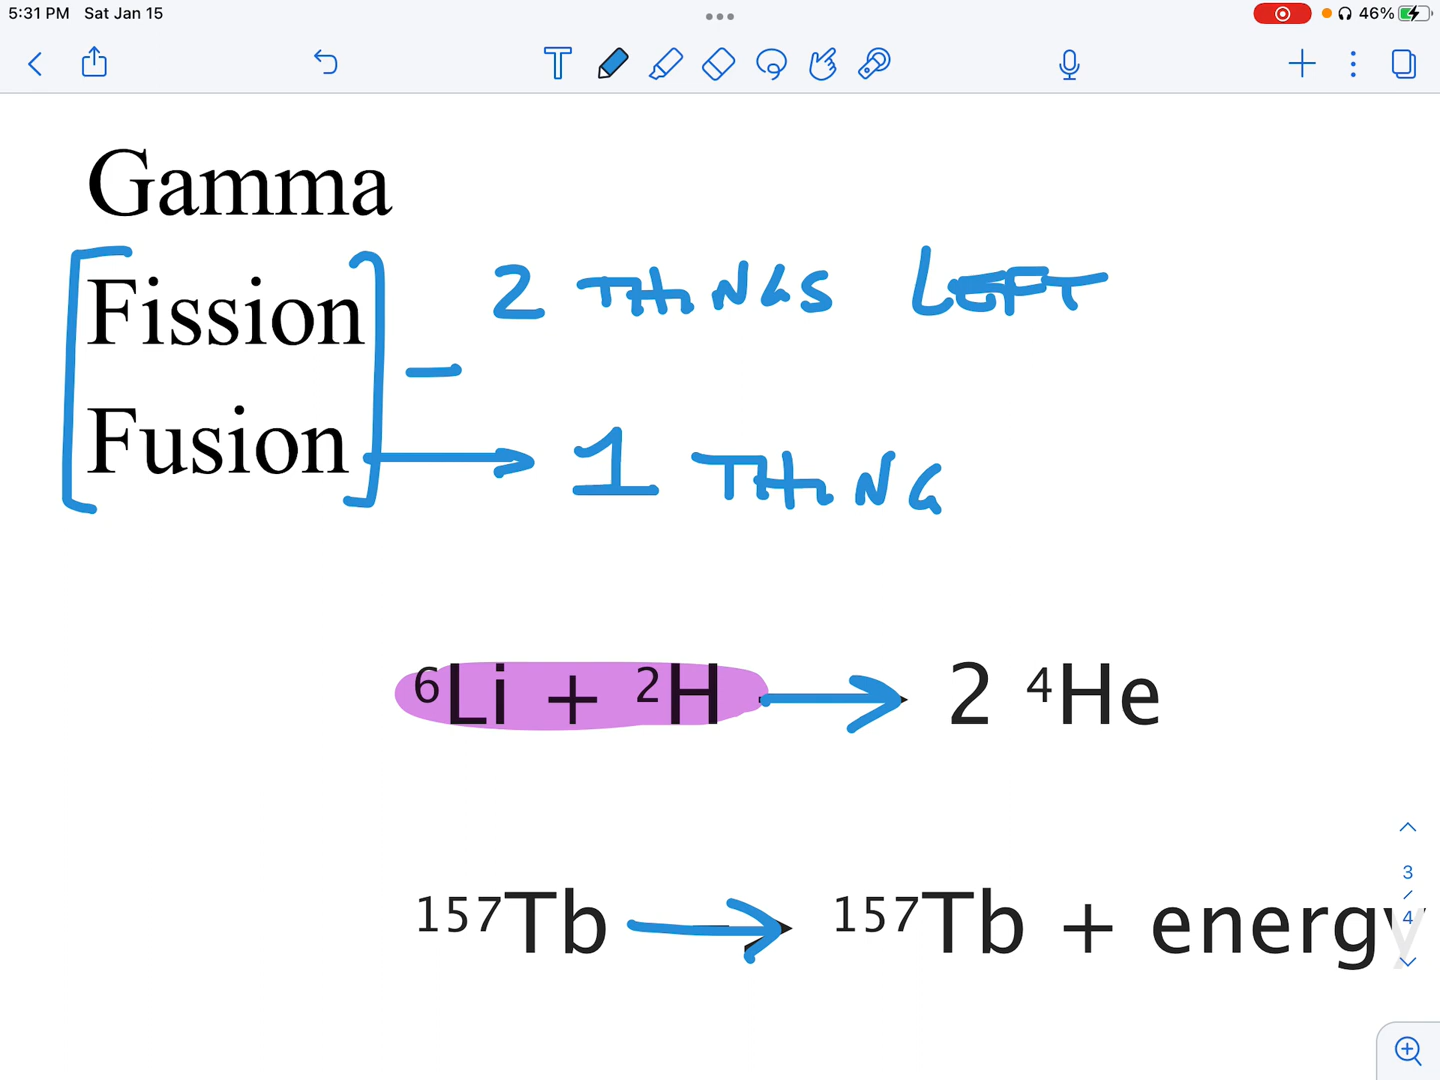 5:31 PM Sat Jan 15 46%
T
Gamma
Fission - 2 THINGS LEFT
Fusion → 1 THING
⁶Li + ²H → 2 ⁴He
3 / 4
¹⁵⁷Tb → ¹⁵⁷Tb + energy